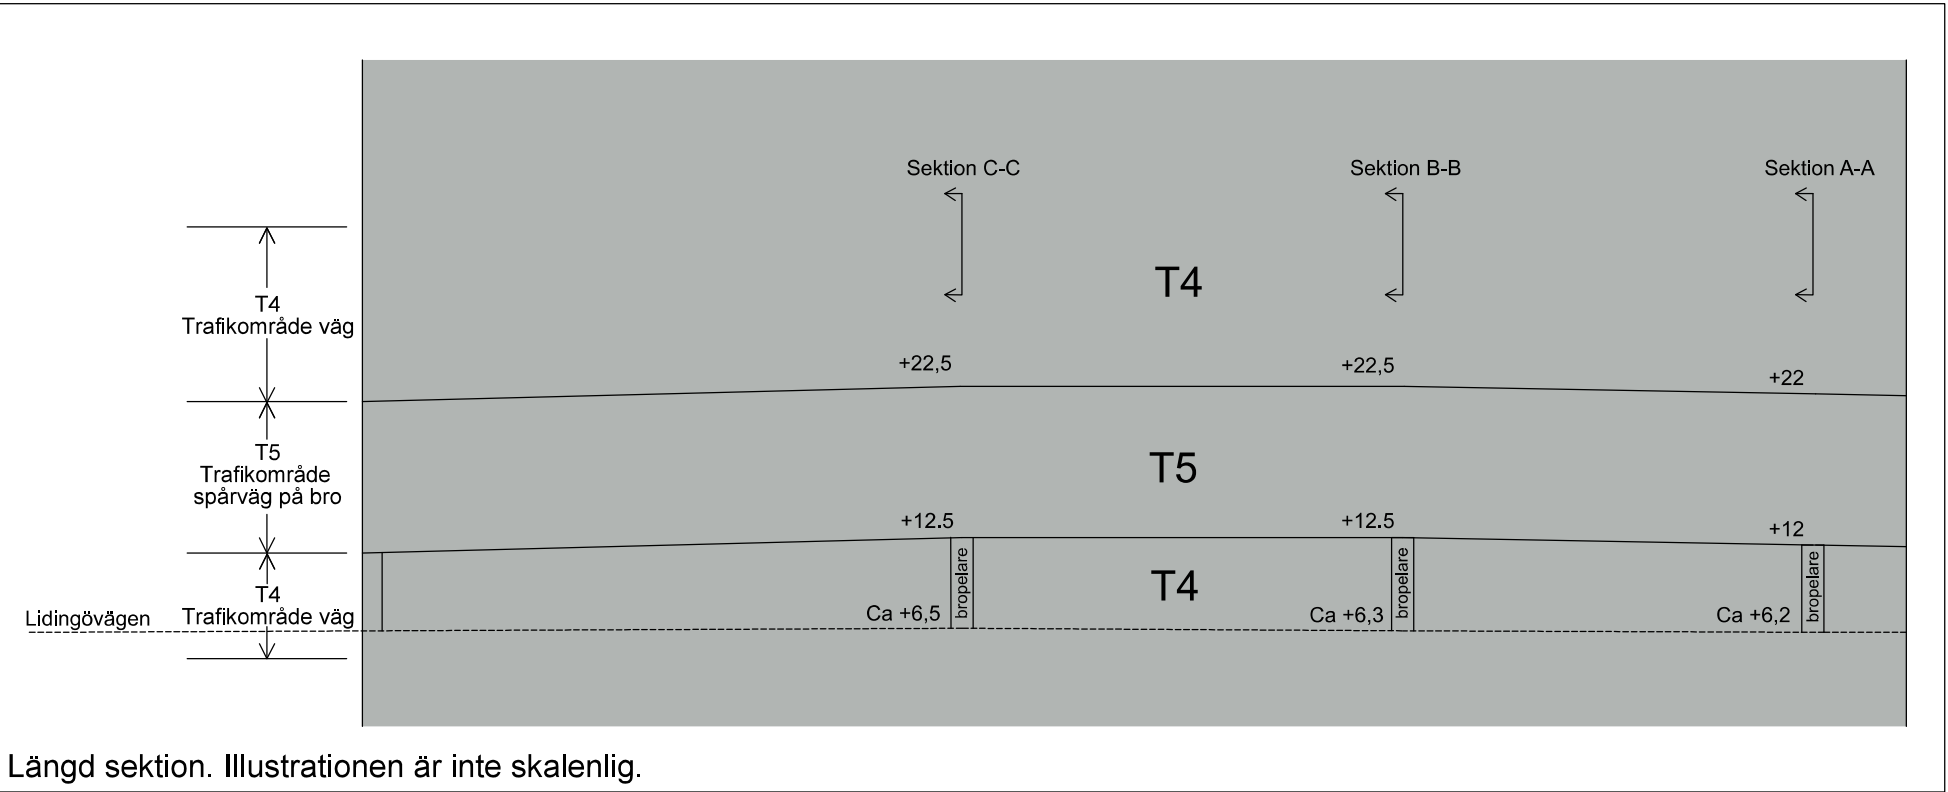 Sektion C-C
Sektion B-B
Sektion A-A
T4
T4
Trafikområde väg
+22,5
+22,5
+22
T5
Trafikområde
spårväg på bro
T5
+12.5
+12.5
+12
T4
Trafikområde väg
Lidingövägen
T4
bropelare
bropelare
bropelare
Ca +6,5
Ca +6,3
Ca +6,2
Längd sektion. Illustrationen är inte skalenlig.